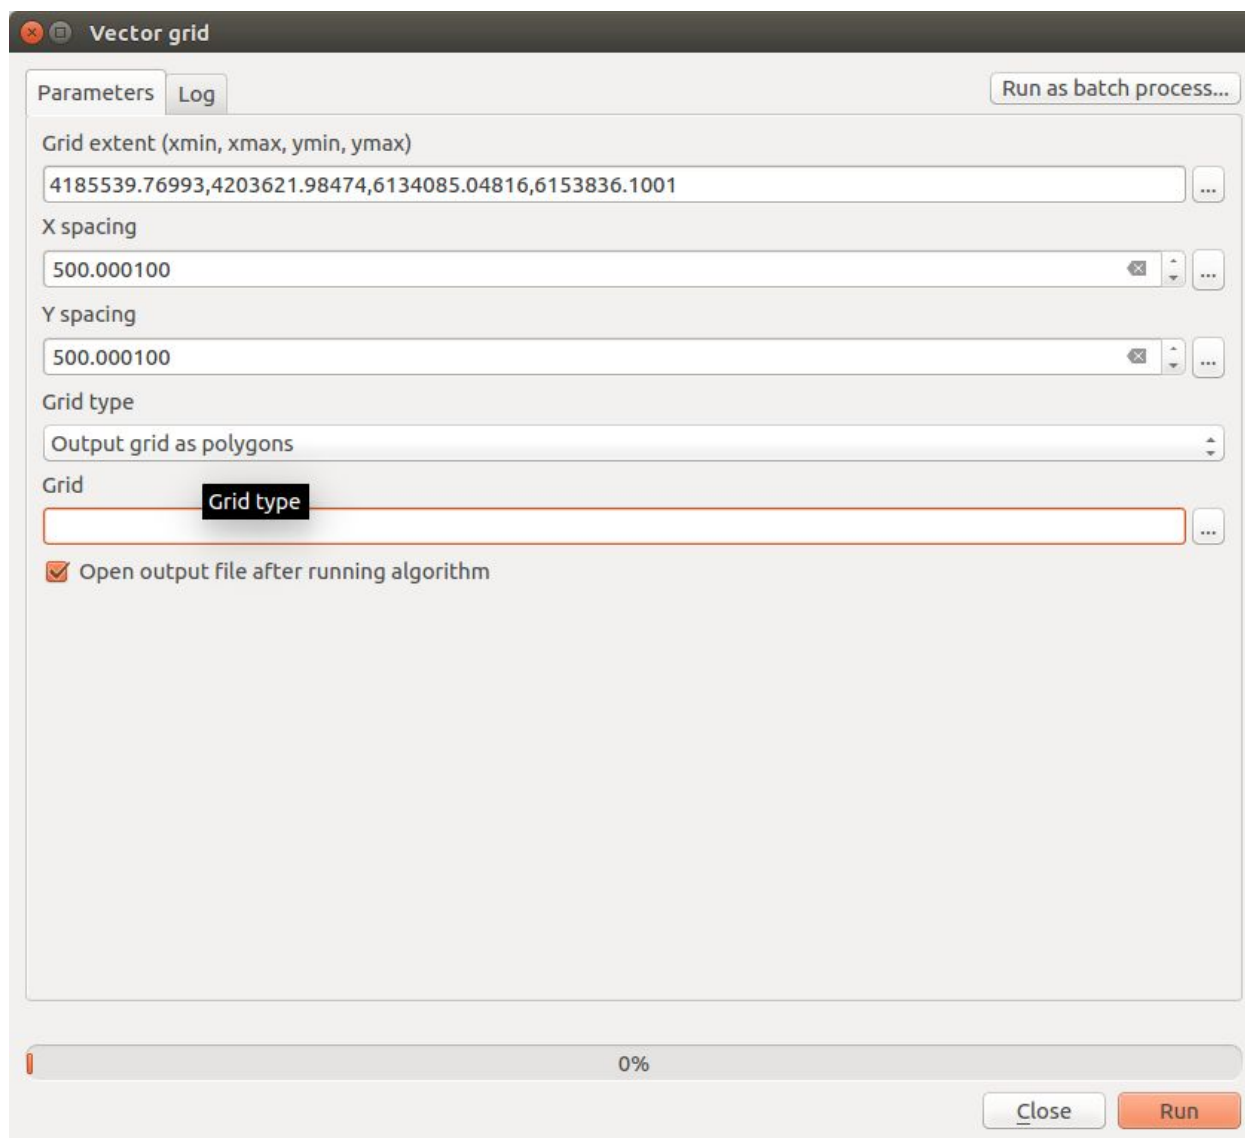 Vector grid
Parameters Log Run as batch process...
Grid extent (xmin, xmax, ymin, ymax)
4185539.76993,4203621.98474,6134085.04816,6153836.1001 ...
X spacing
500.000100 ...
Y spacing
500.000100 ...
Grid type
Output grid as polygons
Grid
Grid type
...
Open output file after running algorithm
0%
Close Run